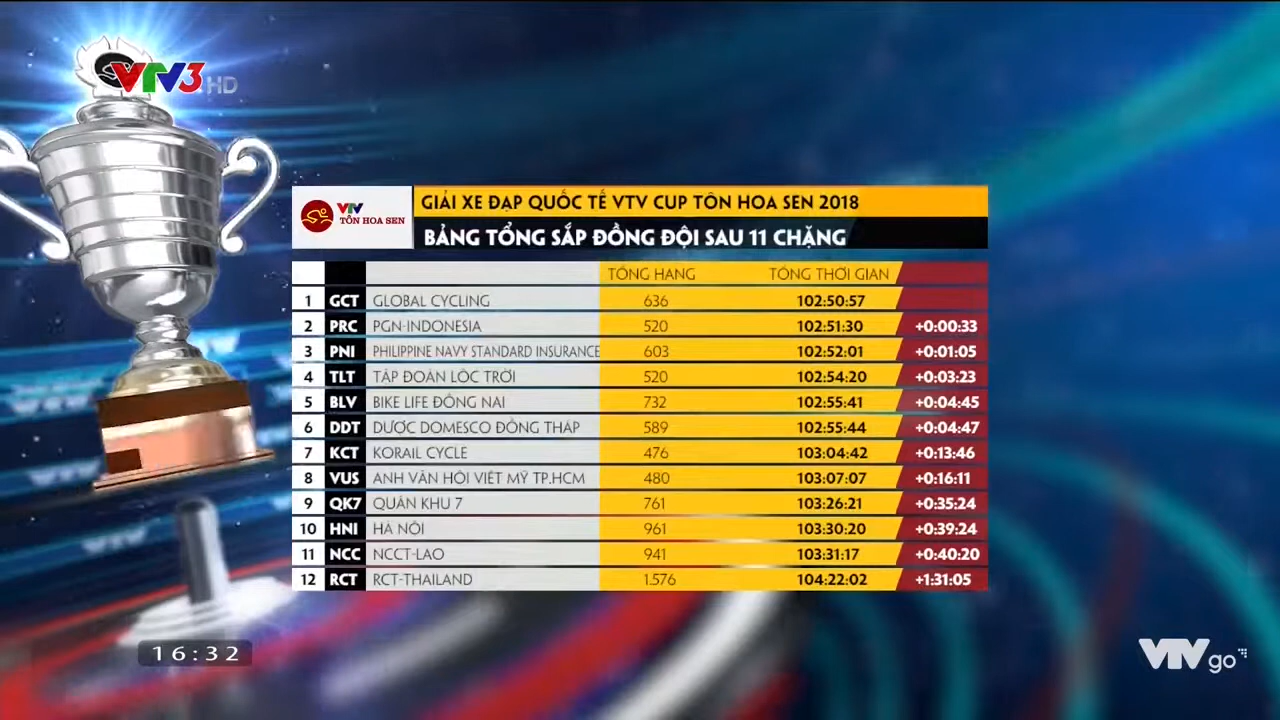 VTV3 HD
VTV
TÔN HOA SEN
GIẢI XE ĐẠP QUỐC TẾ VTV CUP TÔN HOA SEN 2018
BẢNG TỔNG SẮP ĐỒNG ĐỘI SAU 11 CHẶNG
TỔNG HẠNG TỔNG THỜI GIAN
1 GCT GLOBAL CYCLING 636 102:50:57
2 PRC PGN-INDONESIA 520 102:51:30 +0:00:33
3 PNI PHILIPPINE NAVY STANDARD INSURANCE 603 102:52:01 +0:01:05
4 TLT TẬP ĐOÀN LỘC TRỜI 520 102:54:20 +0:03:23
5 BLV BIKE LIFE ĐỒNG NAI 732 102:55:41 +0:04:45
6 DDT DƯỢC DOMESCO ĐỒNG THÁP 589 102:55:44 +0:04:47
7 KCT KORAIL CYCLE 476 103:04:42 +0:13:46
8 VUS ANH VĂN HỘI VIỆT MỸ TP.HCM 480 103:07:07 +0:16:11
9 QK7 QUÂN KHU 7 761 103:26:21 +0:35:24
10 HNI HÀ NỘI 961 103:30:20 +0:39:24
11 NCC NCCT-LAO 941 103:31:17 +0:40:20
12 RCT RCT-THAILAND 1.576 104:22:02 +1:31:05
16:32
VTVgo